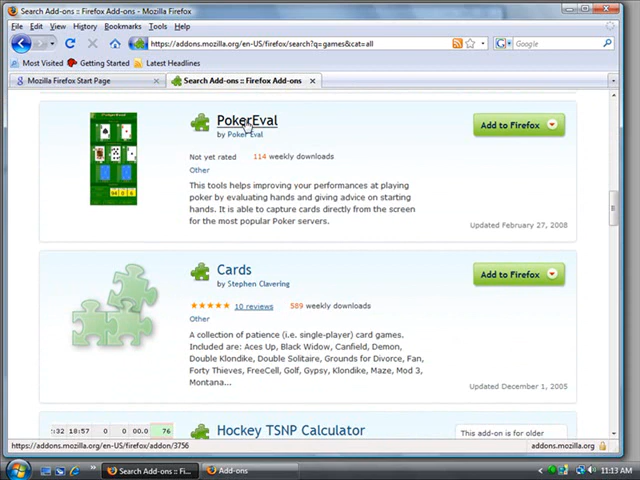 Search Add-ons :: Firefox Add-ons - Mozilla Firefox
File Edit View History Bookmarks Tools Help
https://addons.mozilla.org/en-US/firefox/search?q=games&cat=all
Google
Most Visited Getting Started Latest Headlines
Mozilla Firefox Start Page
Search Add-ons :: Firefox Add-ons
PokerEval
by Poker Eval
Add to Firefox
Not yet rated 114 weekly downloads
Other
This tools helps improving your performances at playing
poker by evaluating hands and giving advice on starting
hands. It is able to capture cards directly from the screen
for the most popular Poker servers.
Updated February 27, 2008
Cards
by Stephen Clavering
Add to Firefox
10 reviews 589 weekly downloads
Other
A collection of patience (i.e. single-player) card games.
Included are: Aces Up, Black Widow, Canfield, Demon,
Double Klondike, Double Solitaire, Grounds for Divorce, Fan,
Forty Thieves, FreeCell, Golf, Gypsy, Klondike, Maze, Mod 3,
Montana...
Updated December 1, 2005
:32 18:57 0 0 00.0 76
Hockey TSNP Calculator
This add-on is for older
https://addons.mozilla.org/en-US/firefox/addon/3756
addons.mozilla.org
Search Add-ons :: Fi...
Add-ons
11:13 AM